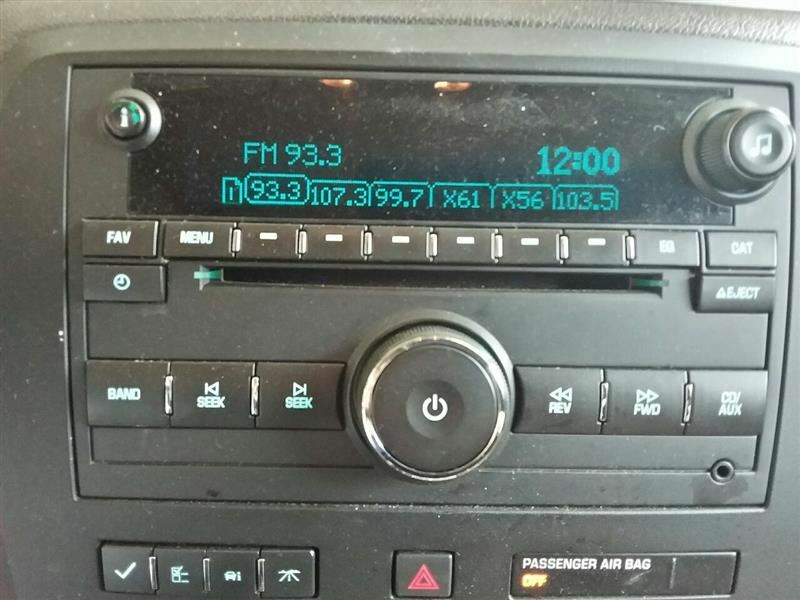 FM 93.3 12:00
1 93.3 107.3 99.7 X61 X56 103.5
FAV MENU EQ CAT
EJECT
BAND SEEK SEEK REV FWD CD/
AUX
PASSENGER AIR BAG
OFF